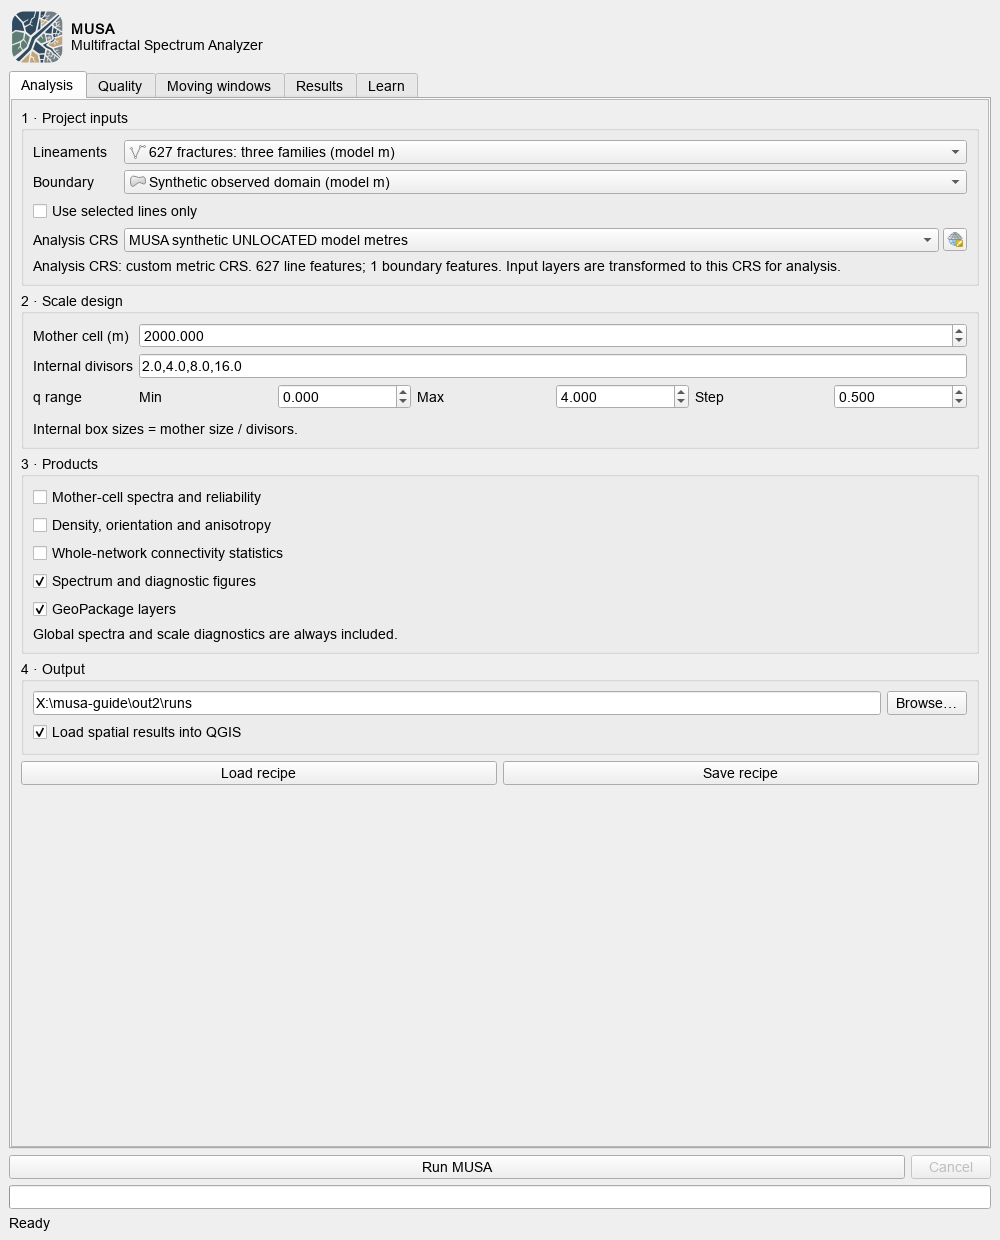 MUSA
Multifractal Spectrum Analyzer
Analysis Quality Moving windows Results Learn
1 · Project inputs
Lineaments 627 fractures: three families (model m)
Boundary Synthetic observed domain (model m)
Use selected lines only
Analysis CRS MUSA synthetic UNLOCATED model metres
Analysis CRS: custom metric CRS. 627 line features; 1 boundary features. Input layers are transformed to this CRS for analysis.
2 · Scale design
Mother cell (m) 2000.000
Internal divisors 2.0,4.0,8.0,16.0
q range Min 0.000 Max 4.000 Step 0.500
Internal box sizes = mother size / divisors.
3 · Products
Mother-cell spectra and reliability
Density, orientation and anisotropy
Whole-network connectivity statistics
Spectrum and diagnostic figures
GeoPackage layers
Global spectra and scale diagnostics are always included.
4 · Output
X:\musa-guide\out2\runs Browse…
Load spatial results into QGIS
Load recipe Save recipe
Run MUSA Cancel
Ready